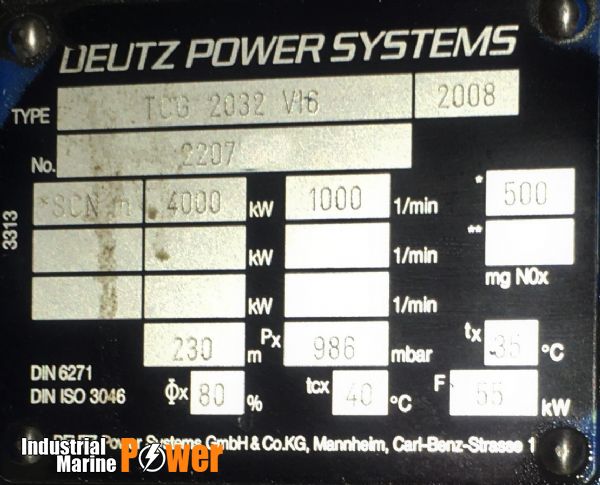 DEUTZ POWER SYSTEMS
TYPE TCG 2032 V16 2008
No. 2207
*SCN n 4000 kW 1000 1/min * 500
kW 1/min **
mg NOx
kW 1/min
230 m Px 986 mbar tx 35 °C
DIN 6271
DIN ISO 3046 Φx 80 % tcx 40 °C F 55 kW
3313
Power Systems GmbH & Co.KG, Mannheim, Carl-Benz-Strasse 1
Industrial
Marine Power